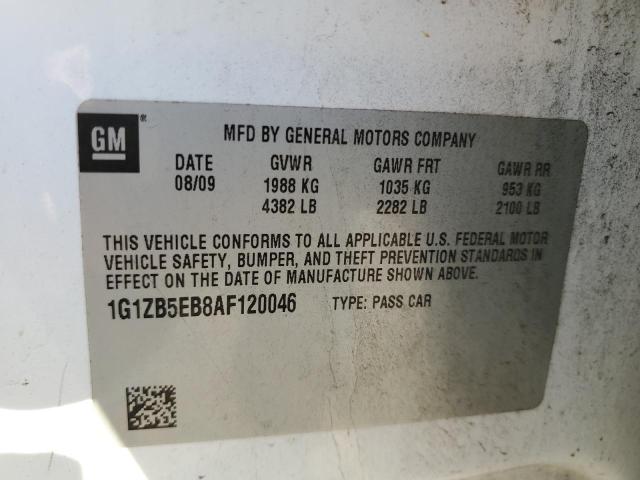 GM®
MFD BY GENERAL MOTORS COMPANY
DATE GVWR GAWR FRT GAWR RR
08/09 1988 KG 1035 KG 953 KG
4382 LB 2282 LB 2100 LB
THIS VEHICLE CONFORMS TO ALL APPLICABLE U.S. FEDERAL MOTOR
VEHICLE SAFETY, BUMPER, AND THEFT PREVENTION STANDARDS IN
EFFECT ON THE DATE OF MANUFACTURE SHOWN ABOVE.
1G1ZB5EB8AF120046 TYPE: PASS CAR